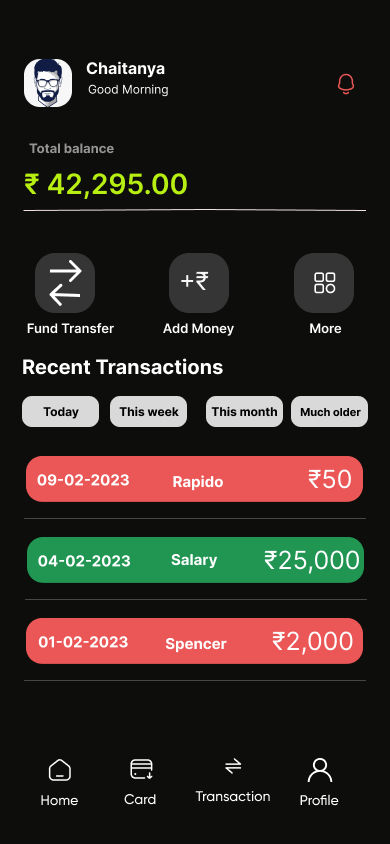 Chaitanya
Good Morning
Total balance
₹ 42,295.00
+₹
Fund Transfer Add Money More
Recent Transactions
Today This week This month Much older
09-02-2023 Rapido ₹50
04-02-2023 Salary ₹25,000
01-02-2023 Spencer ₹2,000
Home Card Transaction Profile